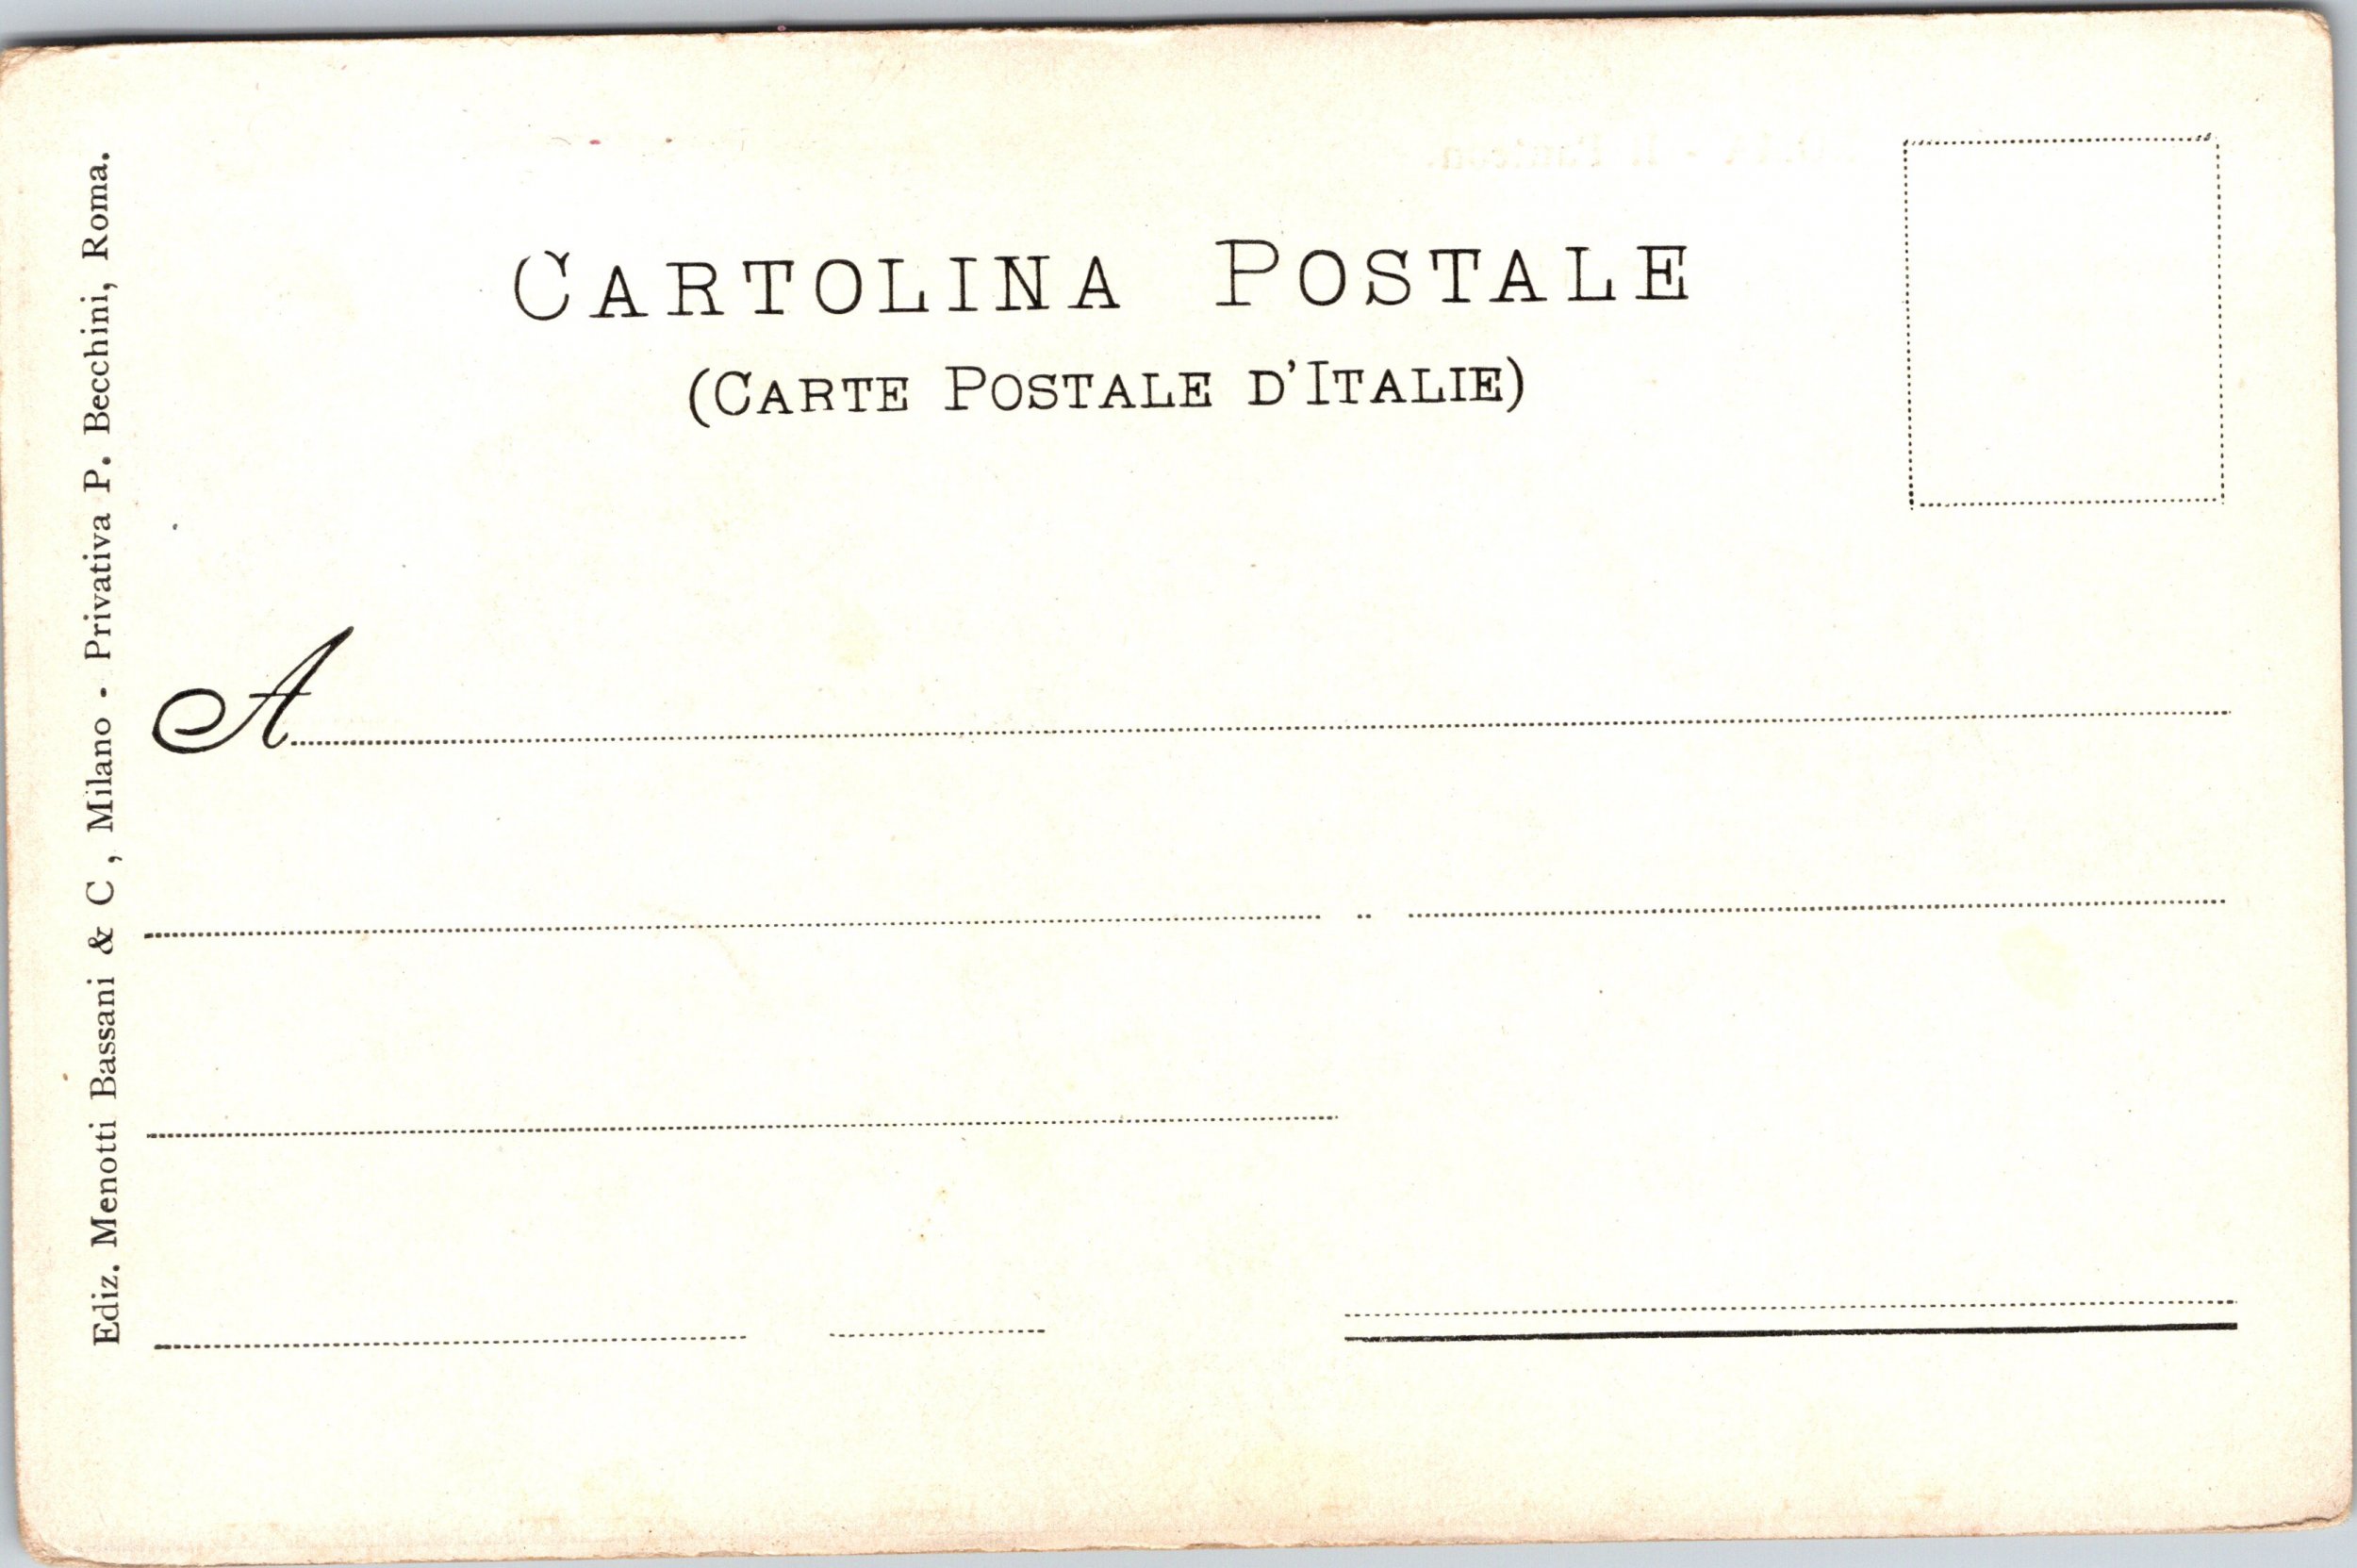 CARTOLINA POSTALE
(CARTE POSTALE D'ITALIE)
A
Ediz. Menotti Bassani & C, Milano - Privativa P. Becchini, Roma.